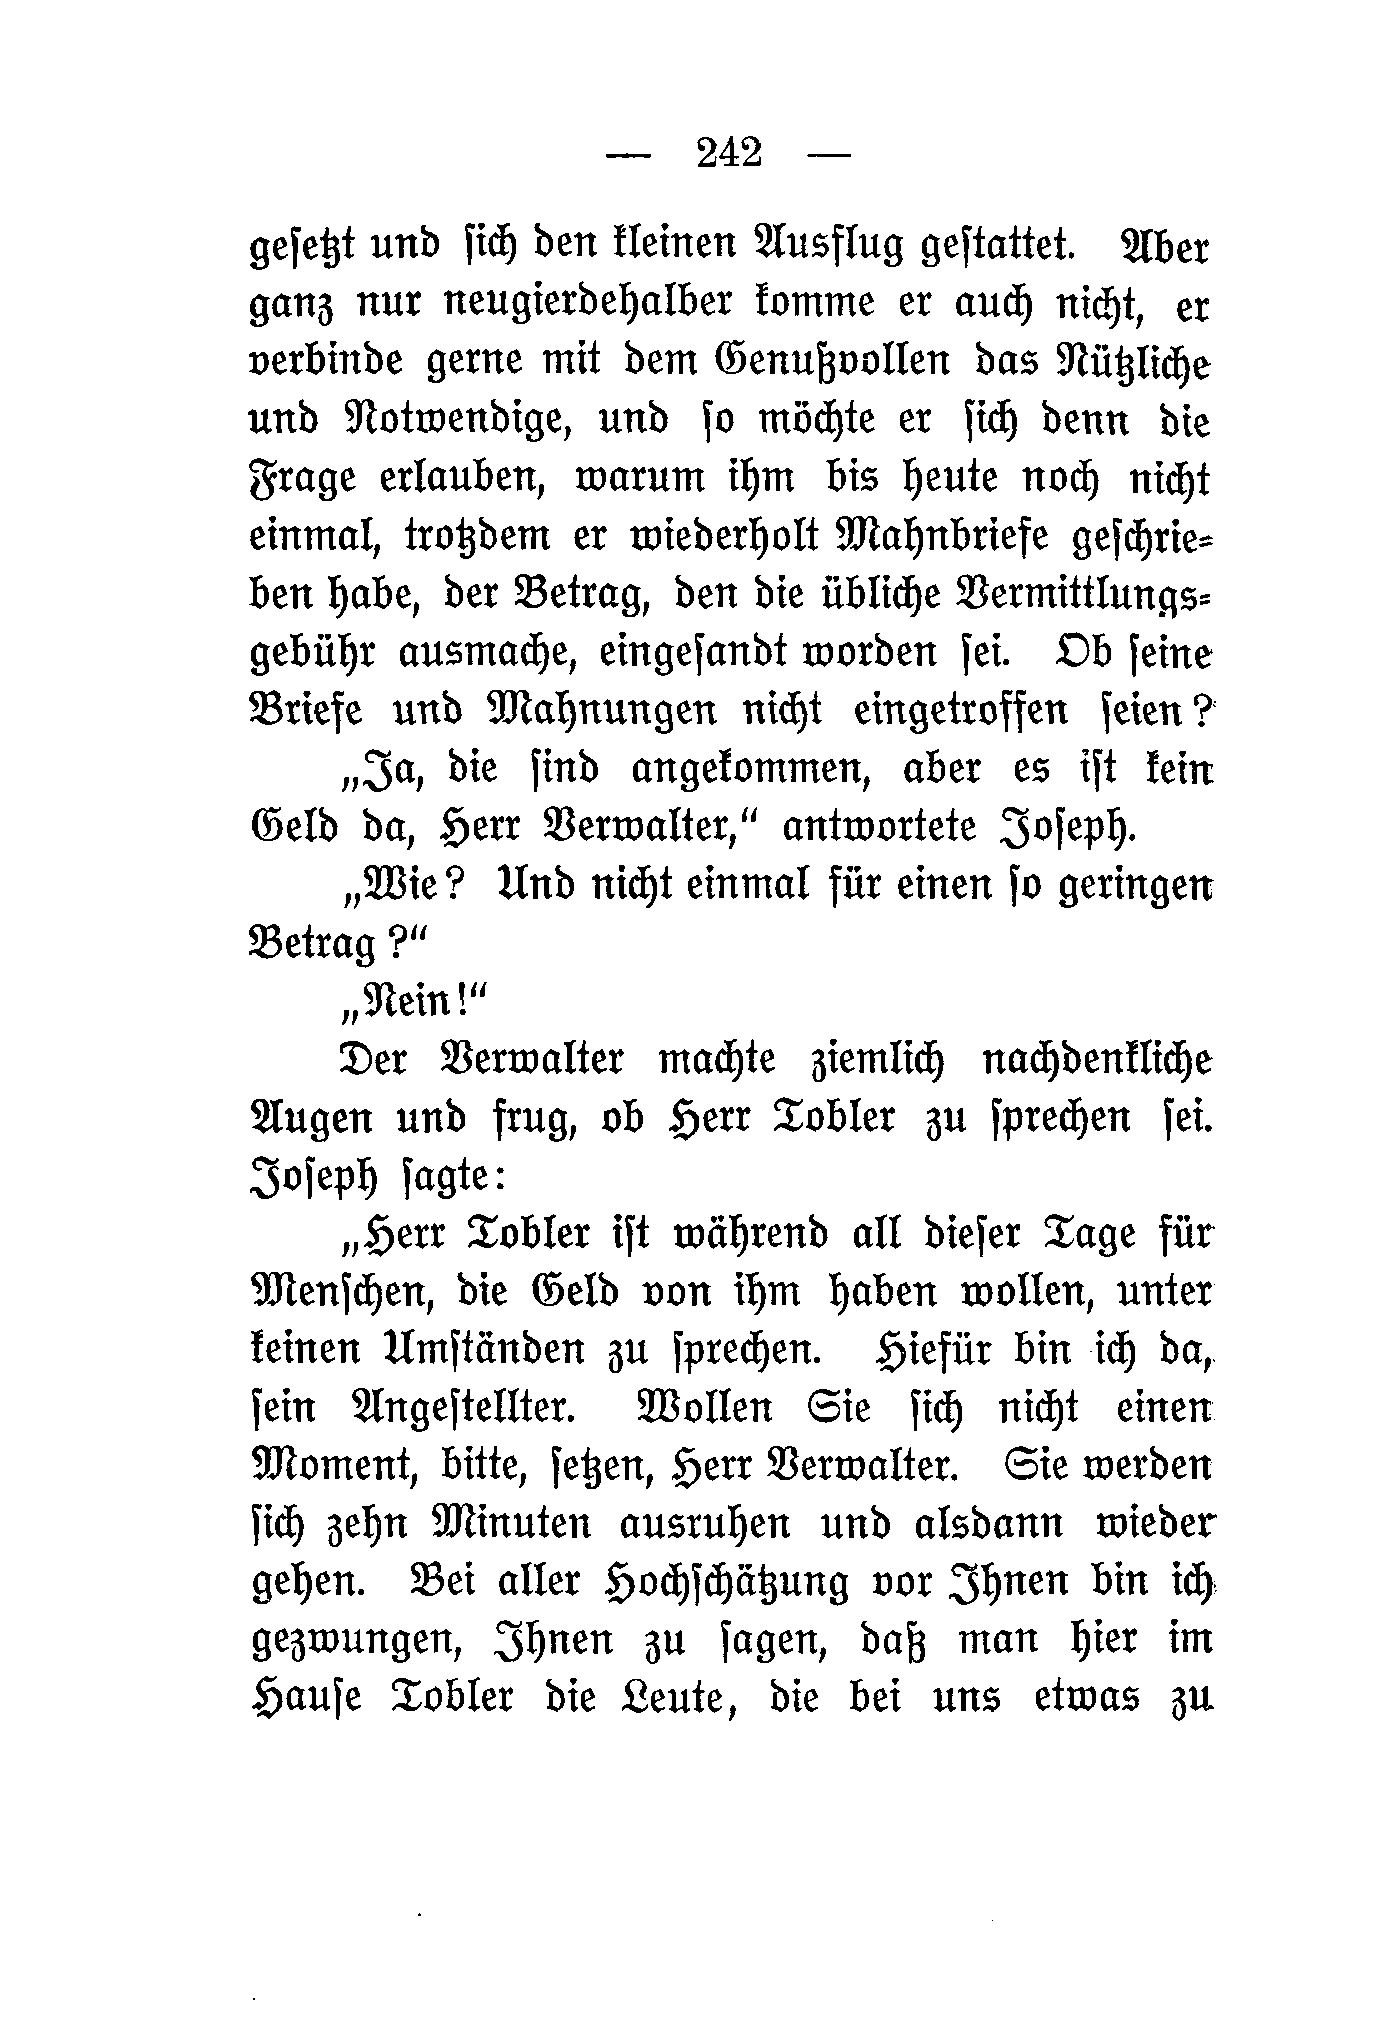 — 242 —
geſetzt und ſich den kleinen Ausflug geſtattet. Aber
ganz nur neugierdehalber komme er auch nicht, er
verbinde gerne mit dem Genußvollen das Nützliche
und Notwendige, und ſo möchte er ſich denn die
Frage erlauben, warum ihm bis heute noch nicht
einmal, trotzdem er wiederholt Mahnbriefe geſchrie⸗
ben habe, der Betrag, den die übliche Vermittlungs⸗
gebühr ausmache, eingeſandt worden ſei. Ob ſeine
Briefe und Mahnungen nicht eingetroffen ſeien?
„Ja, die ſind angekommen, aber es iſt kein
Geld da, Herr Verwalter,“ antwortete Joſeph.
„Wie? Und nicht einmal für einen ſo geringen
Betrag?“
„Nein!“
Der Verwalter machte ziemlich nachdenkliche
Augen und frug, ob Herr Tobler zu ſprechen ſei.
Joſeph ſagte:
„Herr Tobler iſt während all dieſer Tage für
Menſchen, die Geld von ihm haben wollen, unter
keinen Umſtänden zu ſprechen. Hiefür bin ich da,
ſein Angeſtellter. Wollen Sie ſich nicht einen
Moment, bitte, ſetzen, Herr Verwalter. Sie werden
ſich zehn Minuten ausruhen und alsdann wieder
gehen. Bei aller Hochſchätzung vor Ihnen bin ich
gezwungen, Ihnen zu ſagen, daß man hier im
Hauſe Tobler die Leute, die bei uns etwas zu